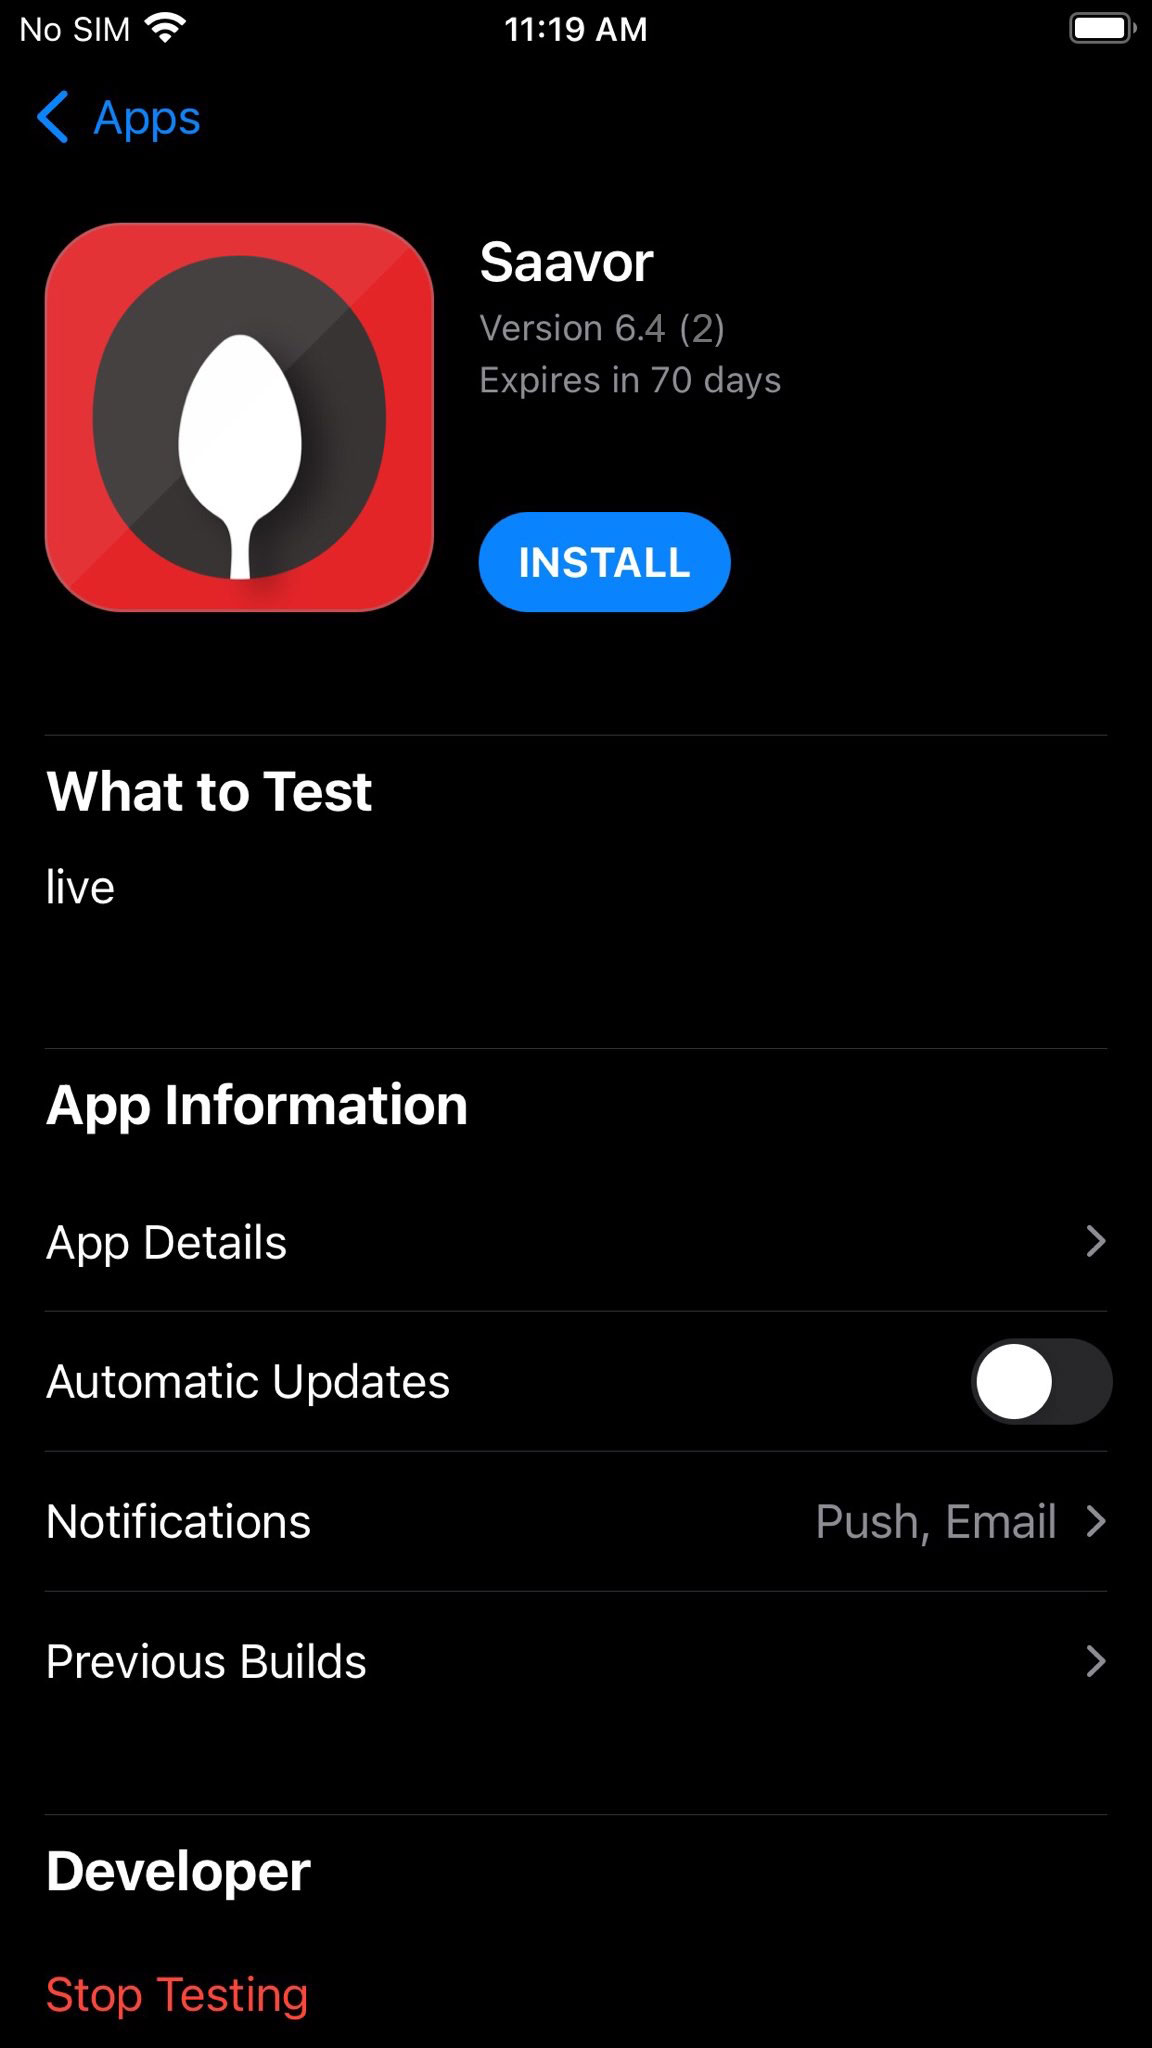 No SIM 11:19 AM
Apps
Saavor
Version 6.4 (2)
Expires in 70 days
INSTALL
What to Test
live
App Information
App Details
Automatic Updates
Notifications Push, Email
Previous Builds
Developer
Stop Testing